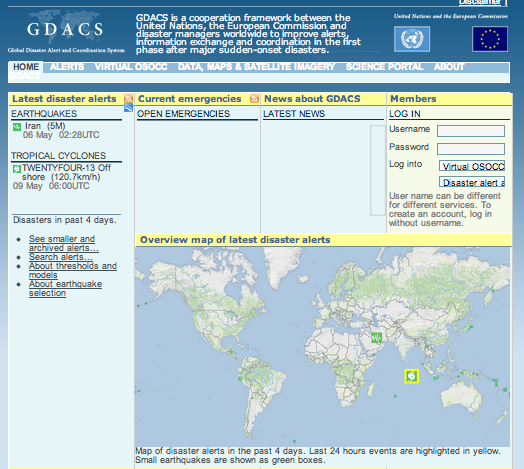 Disclaimer |
GDACS
Global Disaster Alert and Coordination System
GDACS is a cooperation framework between the
United Nations, the European Commission and
disaster managers worldwide to improve alerts,
information exchange and coordination in the first
phase after major sudden-onset disasters.
United Nations and the European Commission
HOME ALERTS VIRTUAL OSOCC DATA, MAPS & SATELLITE IMAGERY SCIENCE PORTAL ABOUT
GDACS
Latest disaster alerts
EARTHQUAKES
Iran (5M)
06 May 02:28UTC
TROPICAL CYCLONES
TWENTYFOUR-13 Off
shore (120.7km/h)
09 May 06:00UTC
Disasters in past 4 days.
See smaller and
archived alerts...
Search alerts...
About thresholds and
models
About earthquake
selection
Current emergencies
OPEN EMERGENCIES
News about GDACS
LATEST NEWS
Members
LOG IN
Username
Password
Log into Virtual OSOCC
Disaster alert a
User name can be different
for different services. To
create an account, log in
without username.
Overview map of latest disaster alerts
Map of disaster alerts in the past 4 days. Last 24 hours events are highlighted in yellow.
Small earthquakes are shown as green boxes.